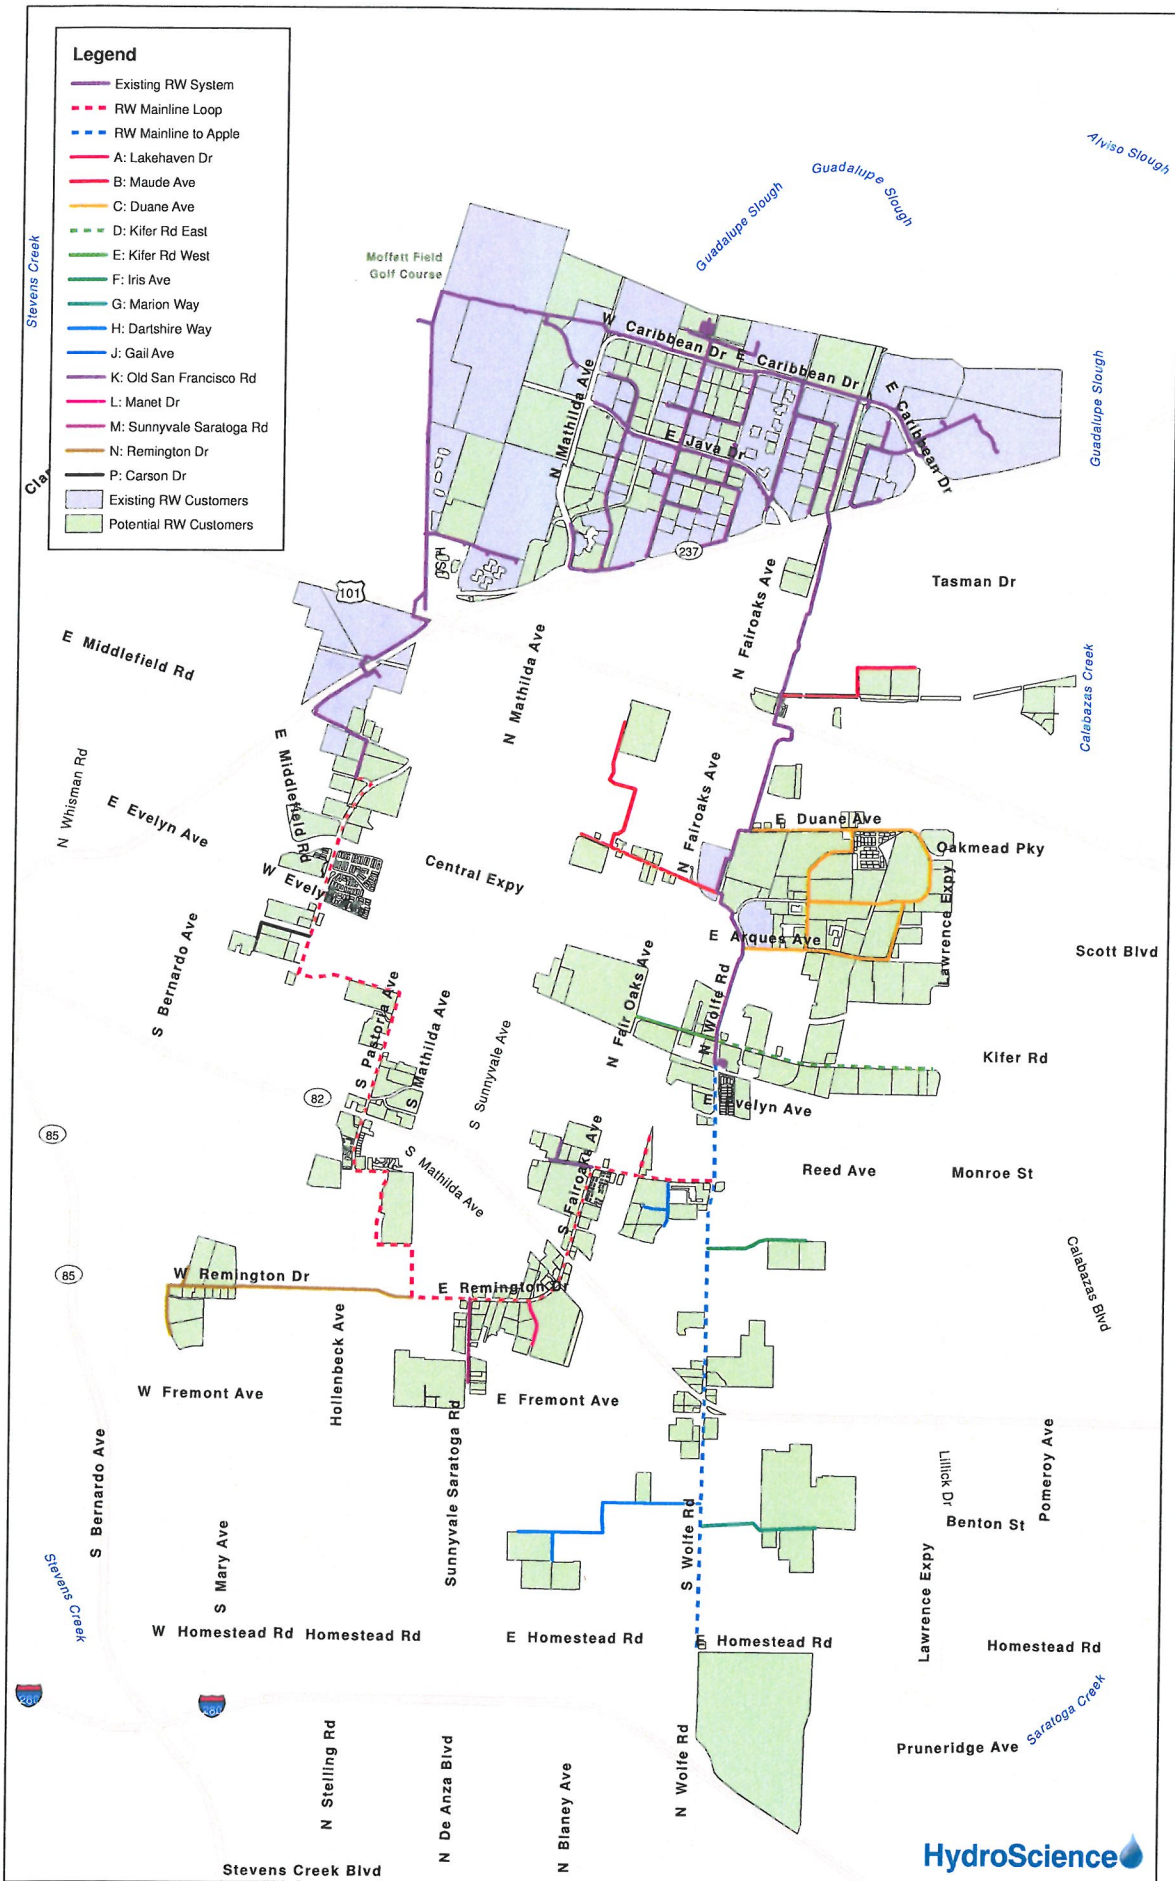 Legend
Existing RW System
RW Mainline Loop
RW Mainline to Apple
A: Lakehaven Dr
B: Maude Ave
C: Duane Ave
D: Kifer Rd East
E: Kifer Rd West
F: Iris Ave
G: Marion Way
H: Dartshire Way
J: Gail Ave
K: Old San Francisco Rd
L: Manet Dr
M: Sunnyvale Saratoga Rd
N: Remington Dr
P: Carson Dr
Existing RW Customers
Potential RW Customers
Alviso Slough
Guadalupe Slough
Guadalupe Slough
Stevens Creek
Moffett Field
Golf Course
W Caribbean Dr
E Caribbean Dr
E Caribbean Dr
Guadalupe Slough
N Mathilda Ave
E Java Dr
237
101
Tasman Dr
N Fairoaks Ave
E Middlefield Rd
N Mathilda Ave
Calabazas Creek
E Middlefield Rd
N Whisman Rd
N Fairoaks Ave
E Evelyn Ave
E Duane Ave
Oakmead Pky
Central Expy
W Evelyn
Lawrence Expy
S Bernardo Ave
E Arques Ave
Scott Blvd
N Fair Oaks Ave
N Wolfe Rd
S Pastoria Ave
S Mathilda Ave
S Sunnyvale Ave
Kifer Rd
82
E Evelyn Ave
85
S Mathilda Ave
S Fairoaks Ave
Reed Ave
Monroe St
85
W Remington Dr
E Remington Dr
Calabazas Blvd
Hollenbeck Ave
W Fremont Ave
E Fremont Ave
S Bernardo Ave
Sunnyvale Saratoga Rd
Lillick Dr
Pomeroy Ave
Benton St
S Wolfe Rd
S Mary Ave
Stevens Creek
Lawrence Expy
W Homestead Rd
Homestead Rd
E Homestead Rd
E Homestead Rd
Homestead Rd
280
280
Saratoga Creek
Pruneridge Ave
N Stelling Rd
N De Anza Blvd
N Blaney Ave
N Wolfe Rd
Stevens Creek Blvd
HydroScience